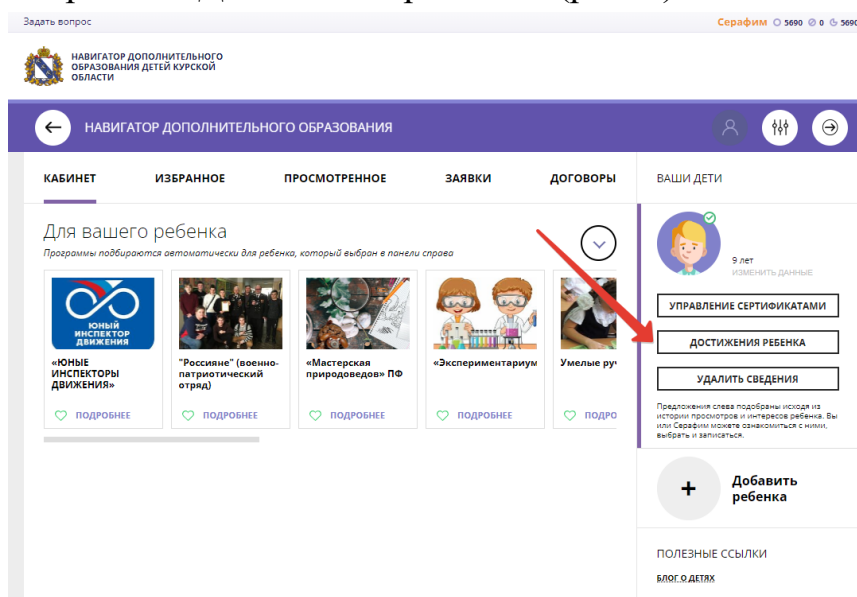 Задать вопрос
Серафим 5690 0 5690
НАВИГАТОР ДОПОЛНИТЕЛЬНОГО
ОБРАЗОВАНИЯ ДЕТЕЙ КУРСКОЙ
ОБЛАСТИ
НАВИГАТОР ДОПОЛНИТЕЛЬНОГО ОБРАЗОВАНИЯ
КАБИНЕТ ИЗБРАННОЕ ПРОСМОТРЕННОЕ ЗАЯВКИ ДОГОВОРЫ
ВАШИ ДЕТИ
Для вашего ребенка
Программы подбираются автоматически для ребенка, который выбран в панели справа
ЮНЫЙ
ИНСПЕКТОР
ДВИЖЕНИЯ
«ЮНЫЕ
ИНСПЕКТОРЫ
ДВИЖЕНИЯ»
ПОДРОБНЕЕ
"Россияне" (военно-
патриотический
отряд)
ПОДРОБНЕЕ
«Мастерская
природоведов» ПФ
ПОДРОБНЕЕ
«Экспериментариум
ПОДРОБНЕЕ
Умелые ру
ПОДРО
9 лет
ИЗМЕНИТЬ ДАННЫЕ
УПРАВЛЕНИЕ СЕРТИФИКАТАМИ
ДОСТИЖЕНИЯ РЕБЕНКА
УДАЛИТЬ СВЕДЕНИЯ
Предложения слева подобраны исходя из
истории просмотров и интересов ребенка. Вы
или Серафим можете ознакомиться с ними,
выбрать и записаться.
+ Добавить
ребенка
ПОЛЕЗНЫЕ ССЫЛКИ
БЛОГ О ДЕТЯХ